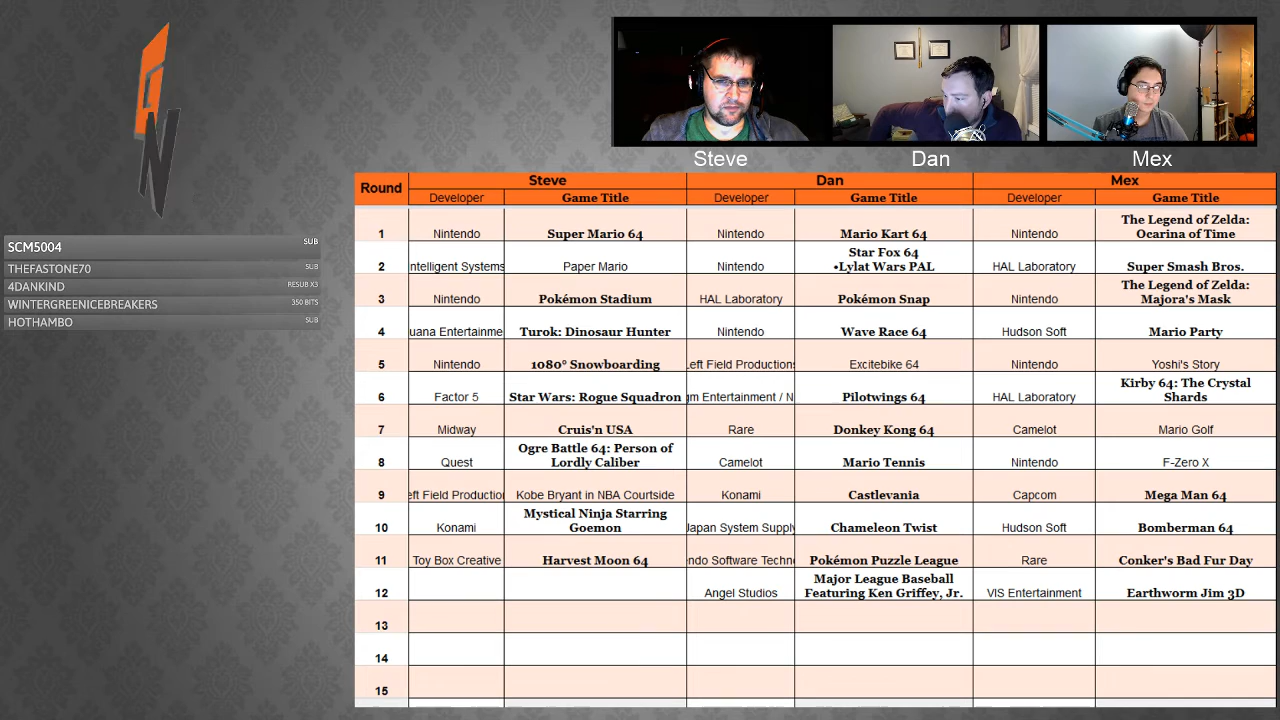 SCM5004 SUB
THEFASTONE70 SUB
4DANKIND RESUB X3
WINTERGREENICEBREAKERS 350 BITS
HOTHAMBO SUB
Steve Dan Mex
Round Steve Dan Mex
Developer Game Title Developer Game Title Developer Game Title
1 Nintendo Super Mario 64 Nintendo Mario Kart 64 Nintendo The Legend of Zelda:
Ocarina of Time
2 ntelligent Systems Paper Mario Nintendo Star Fox 64
•Lylat Wars PAL HAL Laboratory Super Smash Bros.
3 Nintendo Pokémon Stadium HAL Laboratory Pokémon Snap Nintendo The Legend of Zelda:
Majora's Mask
4 uana Entertainme Turok: Dinosaur Hunter Nintendo Wave Race 64 Hudson Soft Mario Party
5 Nintendo 1080° Snowboarding Left Field Productions Excitebike 64 Nintendo Yoshi's Story
6 Factor 5 Star Wars: Rogue Squadron gm Entertainment / N Pilotwings 64 HAL Laboratory Kirby 64: The Crystal
Shards
7 Midway Cruis'n USA Rare Donkey Kong 64 Camelot Mario Golf
8 Quest Ogre Battle 64: Person of
Lordly Caliber Camelot Mario Tennis Nintendo F-Zero X
9 eft Field Production Kobe Bryant in NBA Courtside Konami Castlevania Capcom Mega Man 64
10 Konami Mystical Ninja Starring
Goemon Japan System Supply Chameleon Twist Hudson Soft Bomberman 64
11 Toy Box Creative Harvest Moon 64 ndo Software Techn Pokémon Puzzle League Rare Conker's Bad Fur Day
12 Angel Studios Major League Baseball
Featuring Ken Griffey, Jr. VIS Entertainment Earthworm Jim 3D
13
14
15